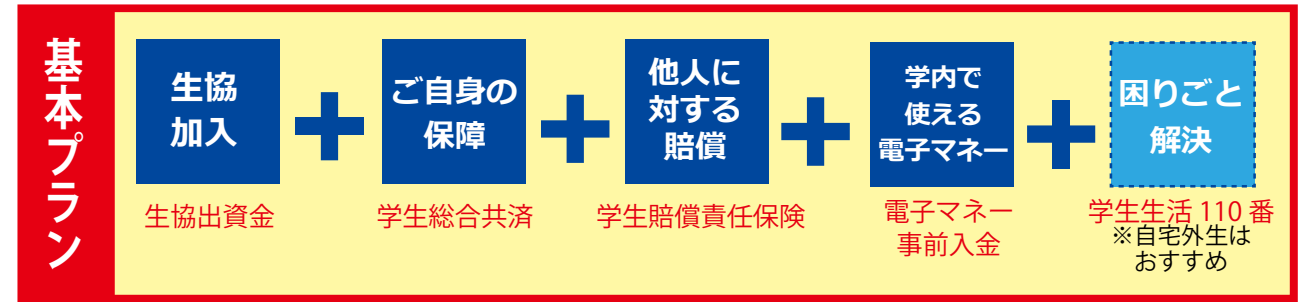 基本プラン
生協
加入
生協出資金
ご自身の
保障
学生総合共済
他人に
対する
賠償
学生賠償責任保険
学内で
使える
電子マネー
電子マネー
事前入金
困りごと
解決
学生生活 110 番
※自宅外生は
おすすめ